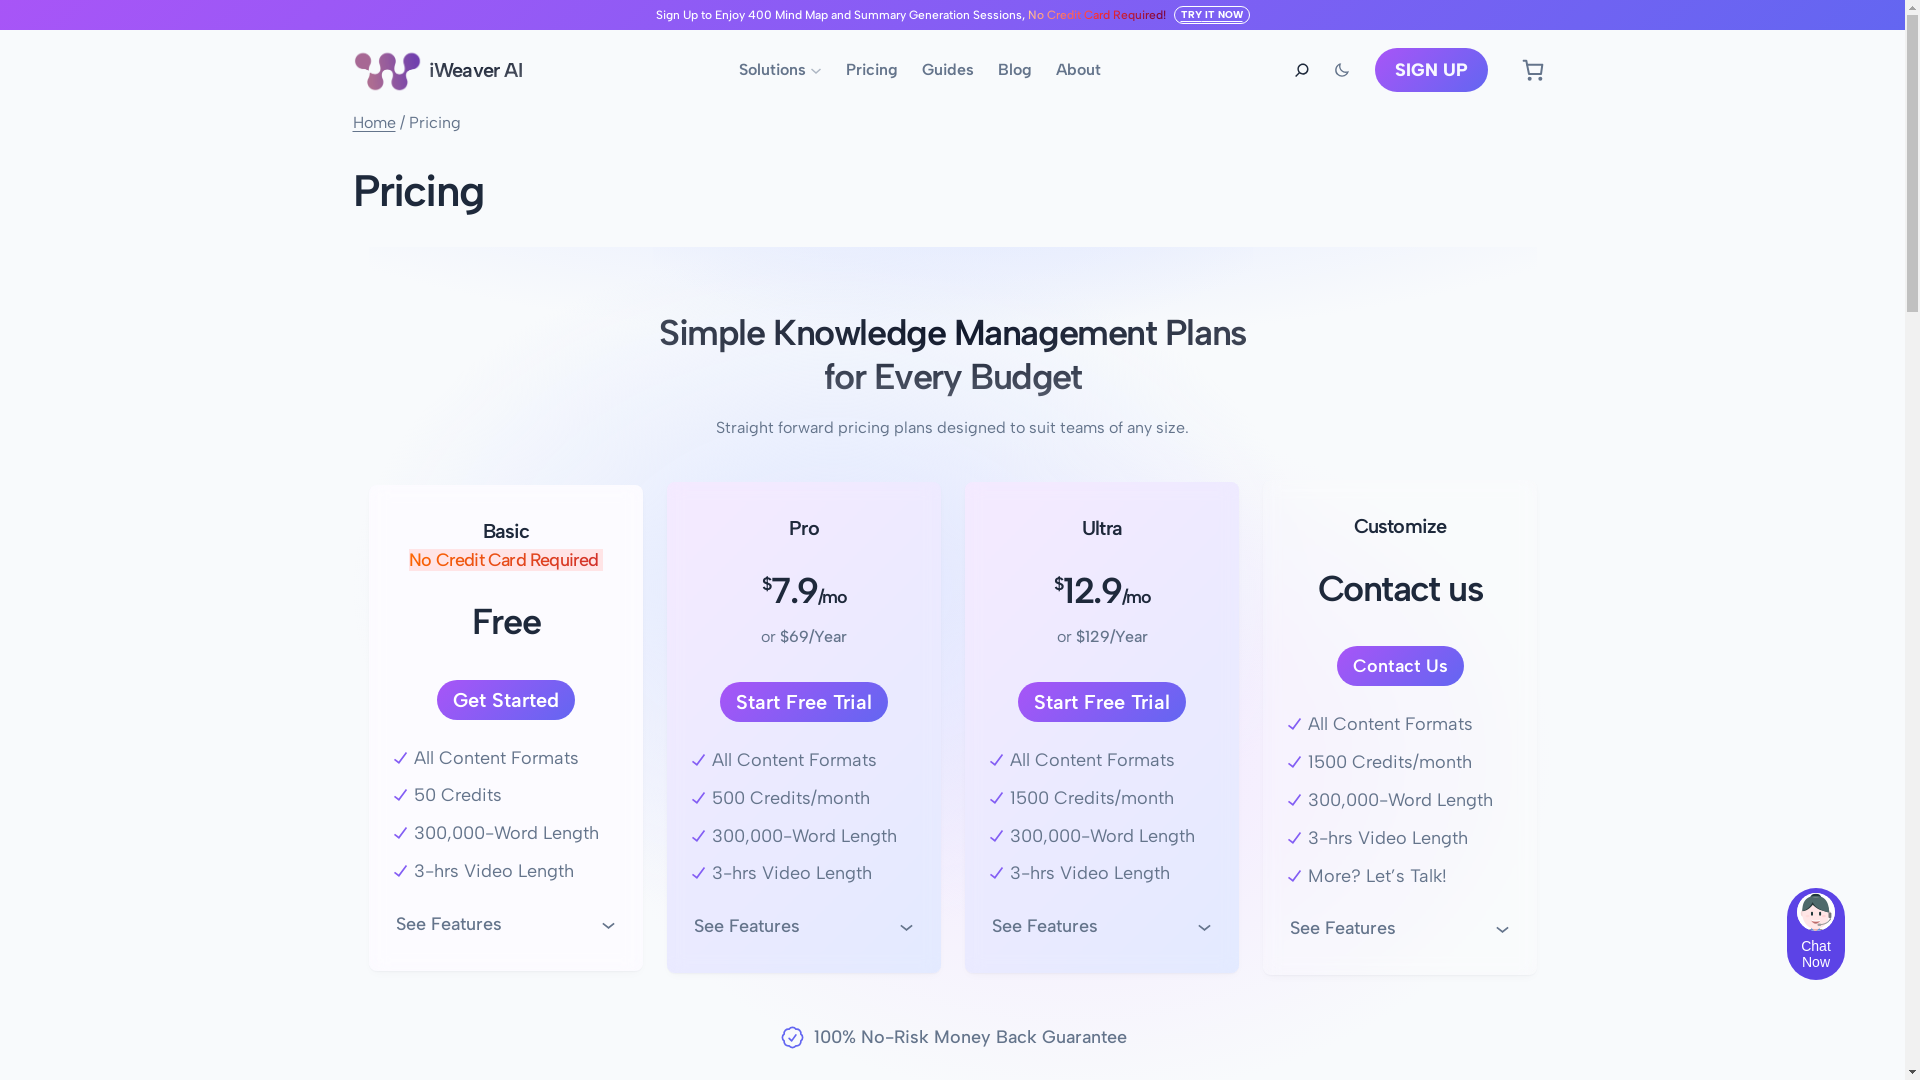 Sign Up to Enjoy 400 Mind Map and Summary Generation Sessions, No Credit Card Required! TRY IT NOW
iWeaver AI
Solutions
Pricing
Guides
Blog
About
SIGN UP
Home / Pricing
Pricing
Simple Knowledge Management Plans
for Every Budget
Straight forward pricing plans designed to suit teams of any size.
Basic
No Credit Card Required
Free
Get Started
All Content Formats
50 Credits
300,000-Word Length
3-hrs Video Length
See Features
Pro
$7.9/mo
or $69/Year
Start Free Trial
All Content Formats
500 Credits/month
300,000-Word Length
3-hrs Video Length
See Features
Ultra
$12.9/mo
or $129/Year
Start Free Trial
All Content Formats
1500 Credits/month
300,000-Word Length
3-hrs Video Length
See Features
Customize
Contact us
Contact Us
All Content Formats
1500 Credits/month
300,000-Word Length
3-hrs Video Length
More? Let’s Talk!
See Features
Chat
Now
100% No-Risk Money Back Guarantee